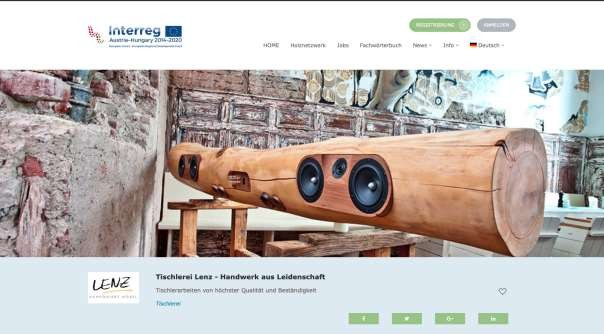 Interreg
Austria-Hungary 2014-2020
REGISTRIERUNG
ANMELDEN
HOME Holznetzwerk Jobs Fachwörterbuch News Info Deutsch
LENZ
Tischlerei Lenz - Handwerk aus Leidenschaft
Tischlerarbeiten von höchster Qualität und Beständigkeit
Tischlerei
f
G+
in